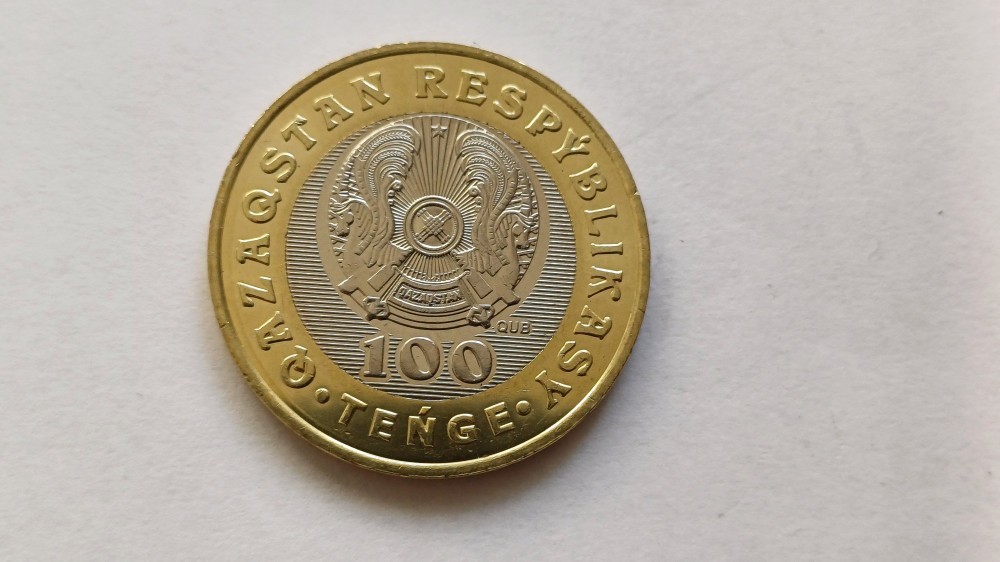 QAZAQSTAN RESPÝBLIKASY
QAZAQSTAN
QUB
100
• TEŃGE •